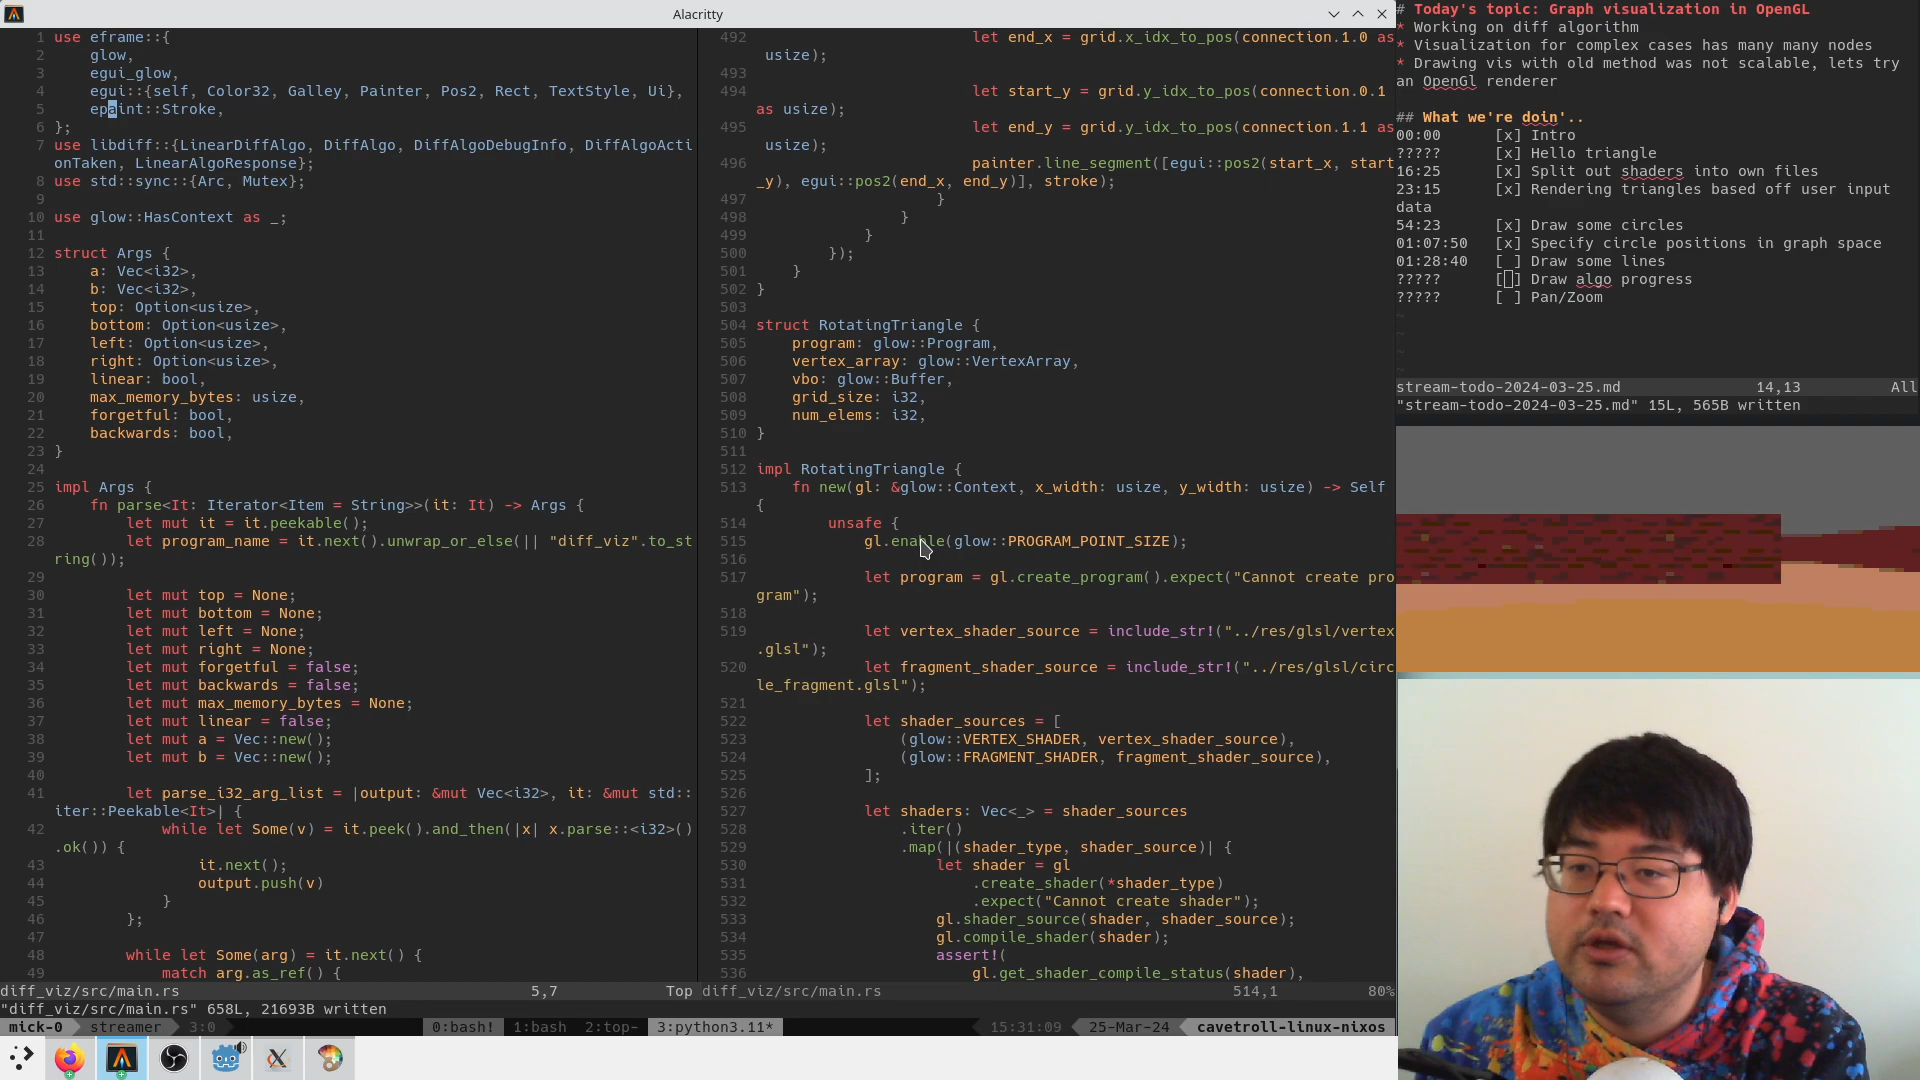 Alacritty
1 use eframe::{
2     glow,
3     egui_glow,
4     egui::{self, Color32, Galley, Painter, Pos2, Rect, TextStyle, Ui},
5     epaint::Stroke,
6 };
7 use libdiff::{LinearDiffAlgo, DiffAlgo, DiffAlgoDebugInfo, DiffAlgoActi
onTaken, LinearAlgoResponse};
8 use std::sync::{Arc, Mutex};
9
10 use glow::HasContext as _;
11
12 struct Args {
13     a: Vec<i32>,
14     b: Vec<i32>,
15     top: Option<usize>,
16     bottom: Option<usize>,
17     left: Option<usize>,
18     right: Option<usize>,
19     linear: bool,
20     max_memory_bytes: usize,
21     forgetful: bool,
22     backwards: bool,
23 }
24
25 impl Args {
26     fn parse<It: Iterator<Item = String>>(it: It) -> Args {
27         let mut it = it.peekable();
28         let program_name = it.next().unwrap_or_else(|| "diff_viz".to_st
ring());
29
30         let mut top = None;
31         let mut bottom = None;
32         let mut left = None;
33         let mut right = None;
34         let mut forgetful = false;
35         let mut backwards = false;
36         let mut max_memory_bytes = None;
37         let mut linear = false;
38         let mut a = Vec::new();
39         let mut b = Vec::new();
40
41         let parse_i32_arg_list = |output: &mut Vec<i32>, it: &mut std::
iter::Peekable<It>| {
42             while let Some(v) = it.peek().and_then(|x| x.parse::<i32>()
.ok()) {
43                 it.next();
44                 output.push(v)
45             }
46         };
47
48         while let Some(arg) = it.next() {
49             match arg.as_ref() {
diff_viz/src/main.rs 5,7 Top
"diff_viz/src/main.rs" 658L, 21693B written
492                         let end_x = grid.x_idx_to_pos(connection.1.0 as
 usize);
493
494                         let start_y = grid.y_idx_to_pos(connection.0.1
as usize);
495                         let end_y = grid.y_idx_to_pos(connection.1.1 as
 usize);
496                         painter.line_segment([egui::pos2(start_x, start
_y), egui::pos2(end_x, end_y)], stroke);
497                     }
498                 }
499             }
500         });
501     }
502 }
503
504 struct RotatingTriangle {
505     program: glow::Program,
506     vertex_array: glow::VertexArray,
507     vbo: glow::Buffer,
508     grid_size: i32,
509     num_elems: i32,
510 }
511
512 impl RotatingTriangle {
513     fn new(gl: &glow::Context, x_width: usize, y_width: usize) -> Self
{
514         unsafe {
515             gl.enable(glow::PROGRAM_POINT_SIZE);
516
517             let program = gl.create_program().expect("Cannot create pro
gram");
518
519             let vertex_shader_source = include_str!("../res/glsl/vertex
.glsl");
520             let fragment_shader_source = include_str!("../res/glsl/circ
le_fragment.glsl");
521
522             let shader_sources = [
523                 (glow::VERTEX_SHADER, vertex_shader_source),
524                 (glow::FRAGMENT_SHADER, fragment_shader_source),
525             ];
526
527             let shaders: Vec<_> = shader_sources
528                 .iter()
529                 .map(|(shader_type, shader_source)| {
530                     let shader = gl
531                         .create_shader(*shader_type)
532                         .expect("Cannot create shader");
533                     gl.shader_source(shader, shader_source);
534                     gl.compile_shader(shader);
535                     assert!(
536                         gl.get_shader_compile_status(shader),
diff_viz/src/main.rs 514,1 80%
mick-0 streamer 3:0 0:bash! 1:bash 2:top- 3:python3.11* 15:31:09 25-Mar-24 cavetroll-linux-nixos
# Today's topic: Graph visualization in OpenGL
* Working on diff algorithm
* Visualization for complex cases has many many nodes
* Drawing vis with old method was not scalable, lets try
an OpenGl renderer
## What we're doin'..
00:00 [x] Intro
????? [x] Hello triangle
16:25 [x] Split out shaders into own files
23:15 [x] Rendering triangles based off user input
data
54:23 [x] Draw some circles
01:07:50 [x] Specify circle positions in graph space
01:28:40 [ ] Draw some lines
????? [ ] Draw algo progress
????? [ ] Pan/Zoom
~
~
~
~
stream-todo-2024-03-25.md 14,13 All
"stream-todo-2024-03-25.md" 15L, 565B written